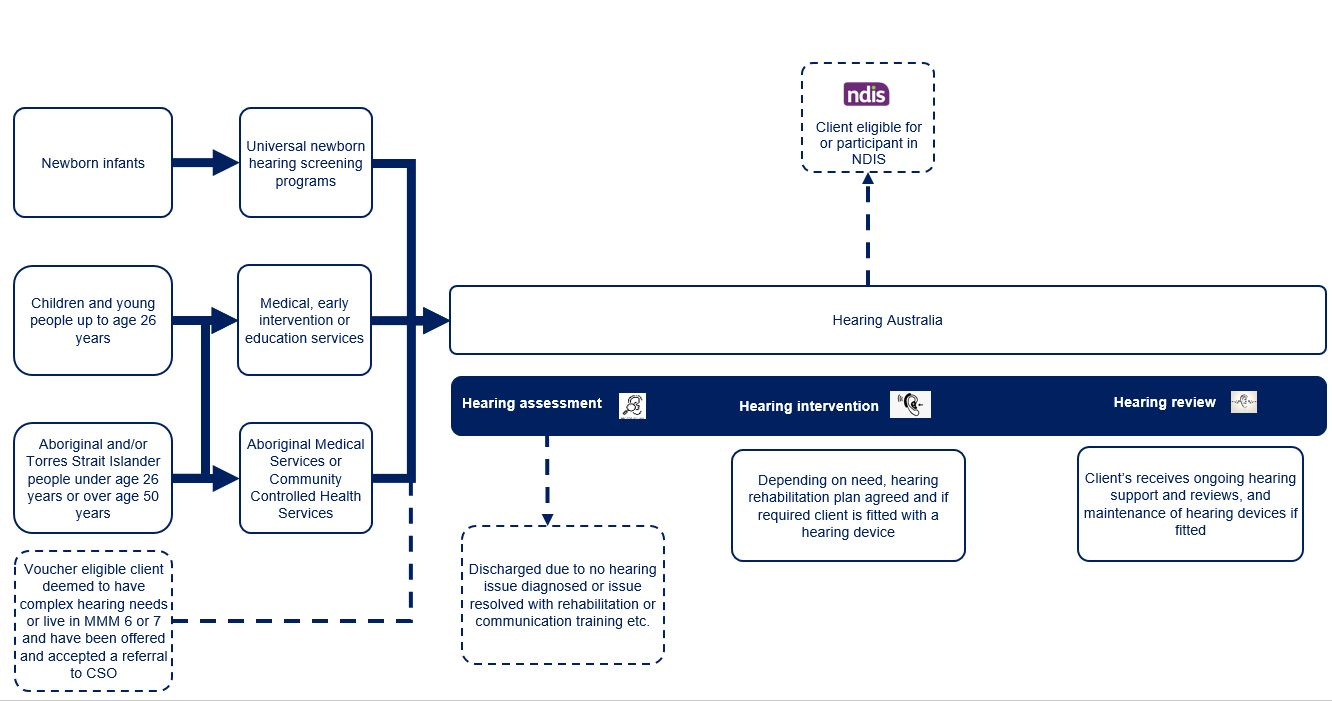 ndis
Client eligible for
or participant in
NDIS
Newborn infants
Universal newborn
hearing screening
programs
Children and young
people up to age 26
years
Medical, early
intervention or
education services
Hearing Australia
Aboriginal and/or
Torres Strait Islander
people under age 26
years or over age 50
years
Aboriginal Medical
Services or
Community
Controlled Health
Services
Hearing assessment
Hearing intervention
Hearing review
Depending on need, hearing
rehabilitation plan agreed and if
required client is fitted with a
hearing device
Client’s receives ongoing hearing
support and reviews, and
maintenance of hearing devices if
fitted
Voucher eligible client
deemed to have
complex hearing needs
or live in MMM 6 or 7
and have been offered
and accepted a referral
to CSO
Discharged due to no hearing
issue diagnosed or issue
resolved with rehabilitation or
communication training etc.